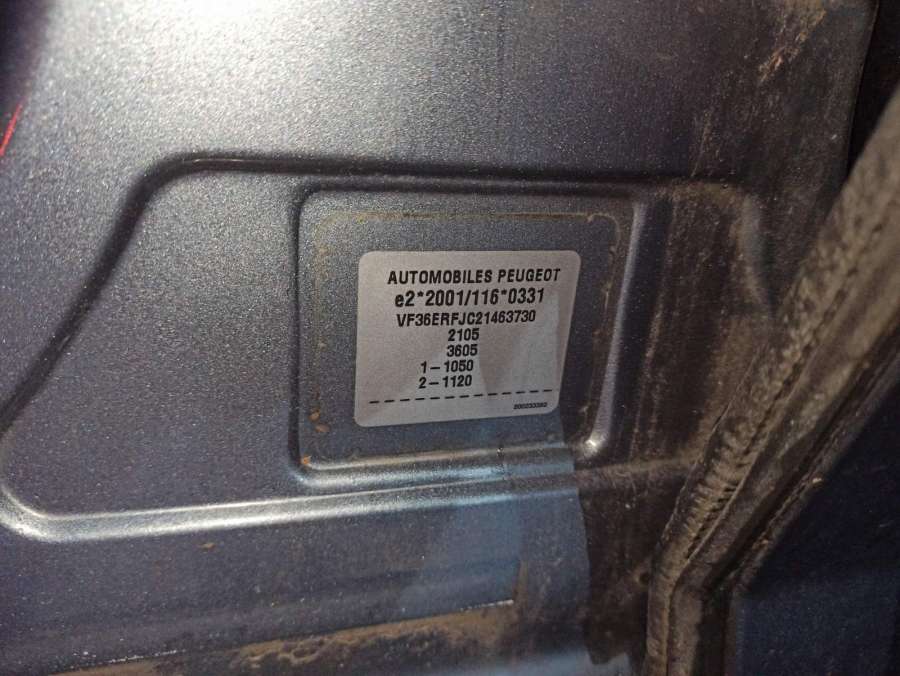 AUTOMOBILES PEUGEOT
e2*2001/116*0331
VF36ERFJC21463730
2105
3605
1-1050
2-1120